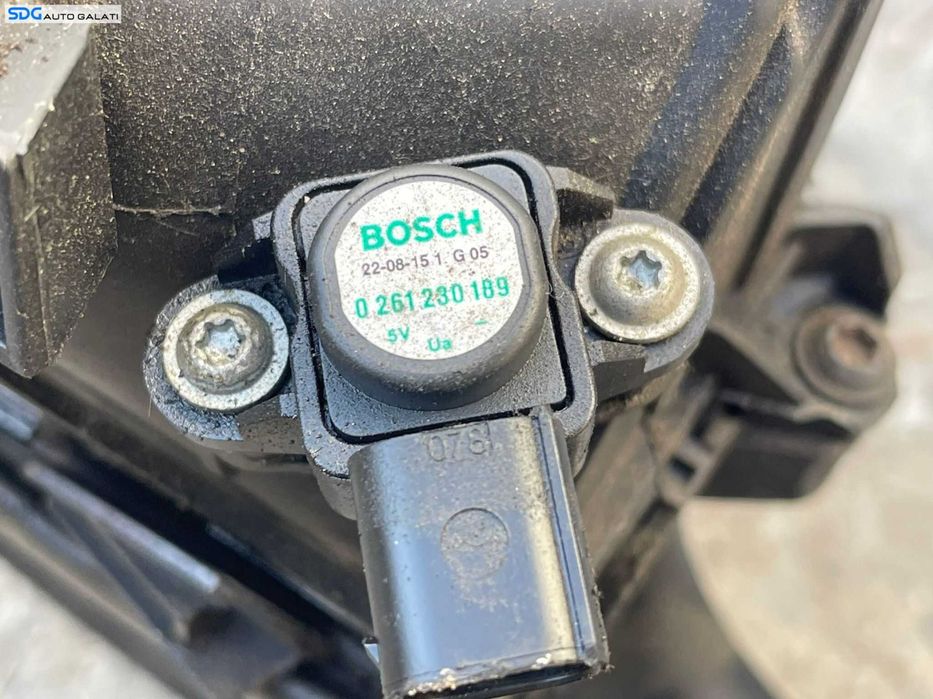 SDG AUTO GALATI
BOSCH
22-08-15 1 G 05
0 261 230 189
5V Ua –
078